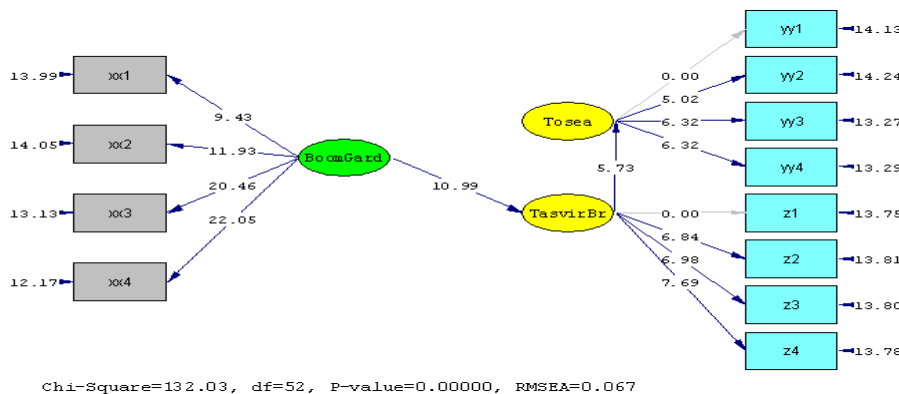 yy1
14.13
13.99
xx1
0.00
yy2
14.24
9.43
5.02
Tosea
6.32
yy3
13.27
14.05
xx2
11.93
BoomGard
6.32
yy4
13.29
5.73
20.46
10.99
13.13
xx3
22.05
TasvirBr
0.00
z1
13.75
6.84
z2
13.81
6.98
12.17
xx4
7.69
z3
13.80
z4
13.78
Chi-Square=132.03, df=52, P-value=0.00000, RMSEA=0.067